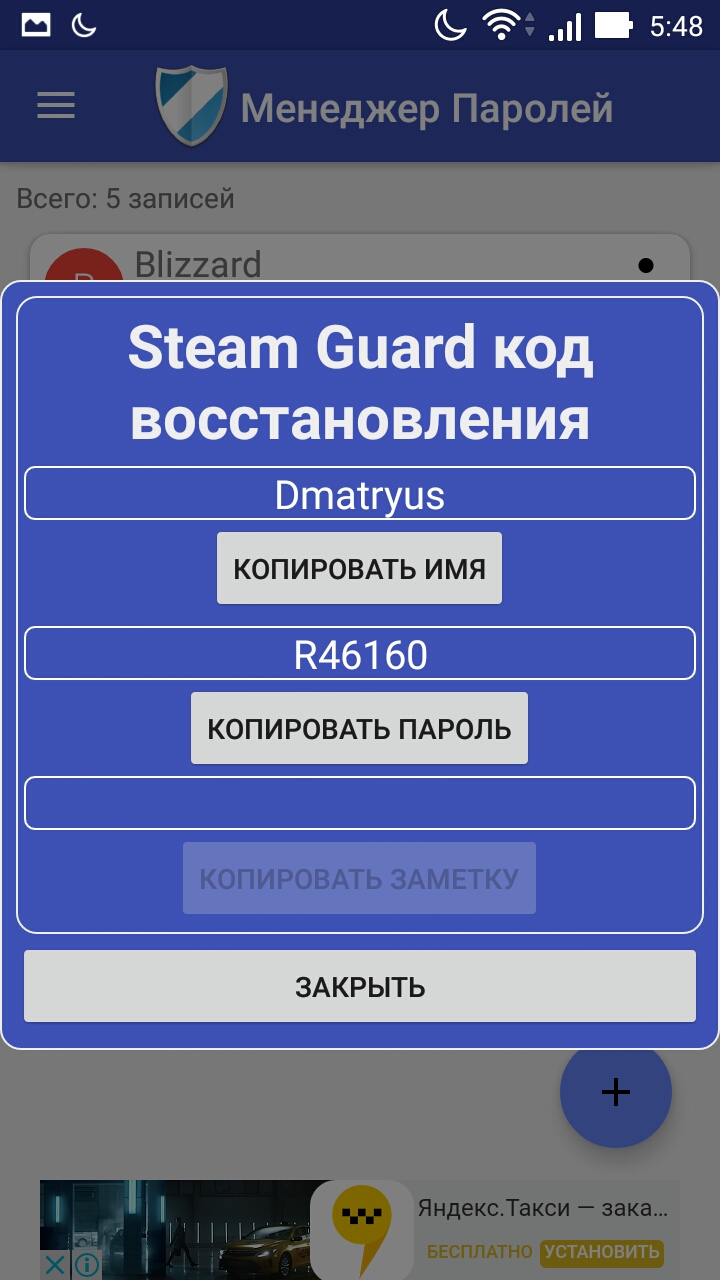 5:48
Менеджер Паролей
Всего: 5 записей
Blizzard
Steam Guard код
восстановления
Dmatryus
КОПИРОВАТЬ ИМЯ
R46160
КОПИРОВАТЬ ПАРОЛЬ
КОПИРОВАТЬ ЗАМЕТКУ
ЗАКРЫТЬ
Яндекс.Такси — зака...
БЕСПЛАТНО УСТАНОВИТЬ